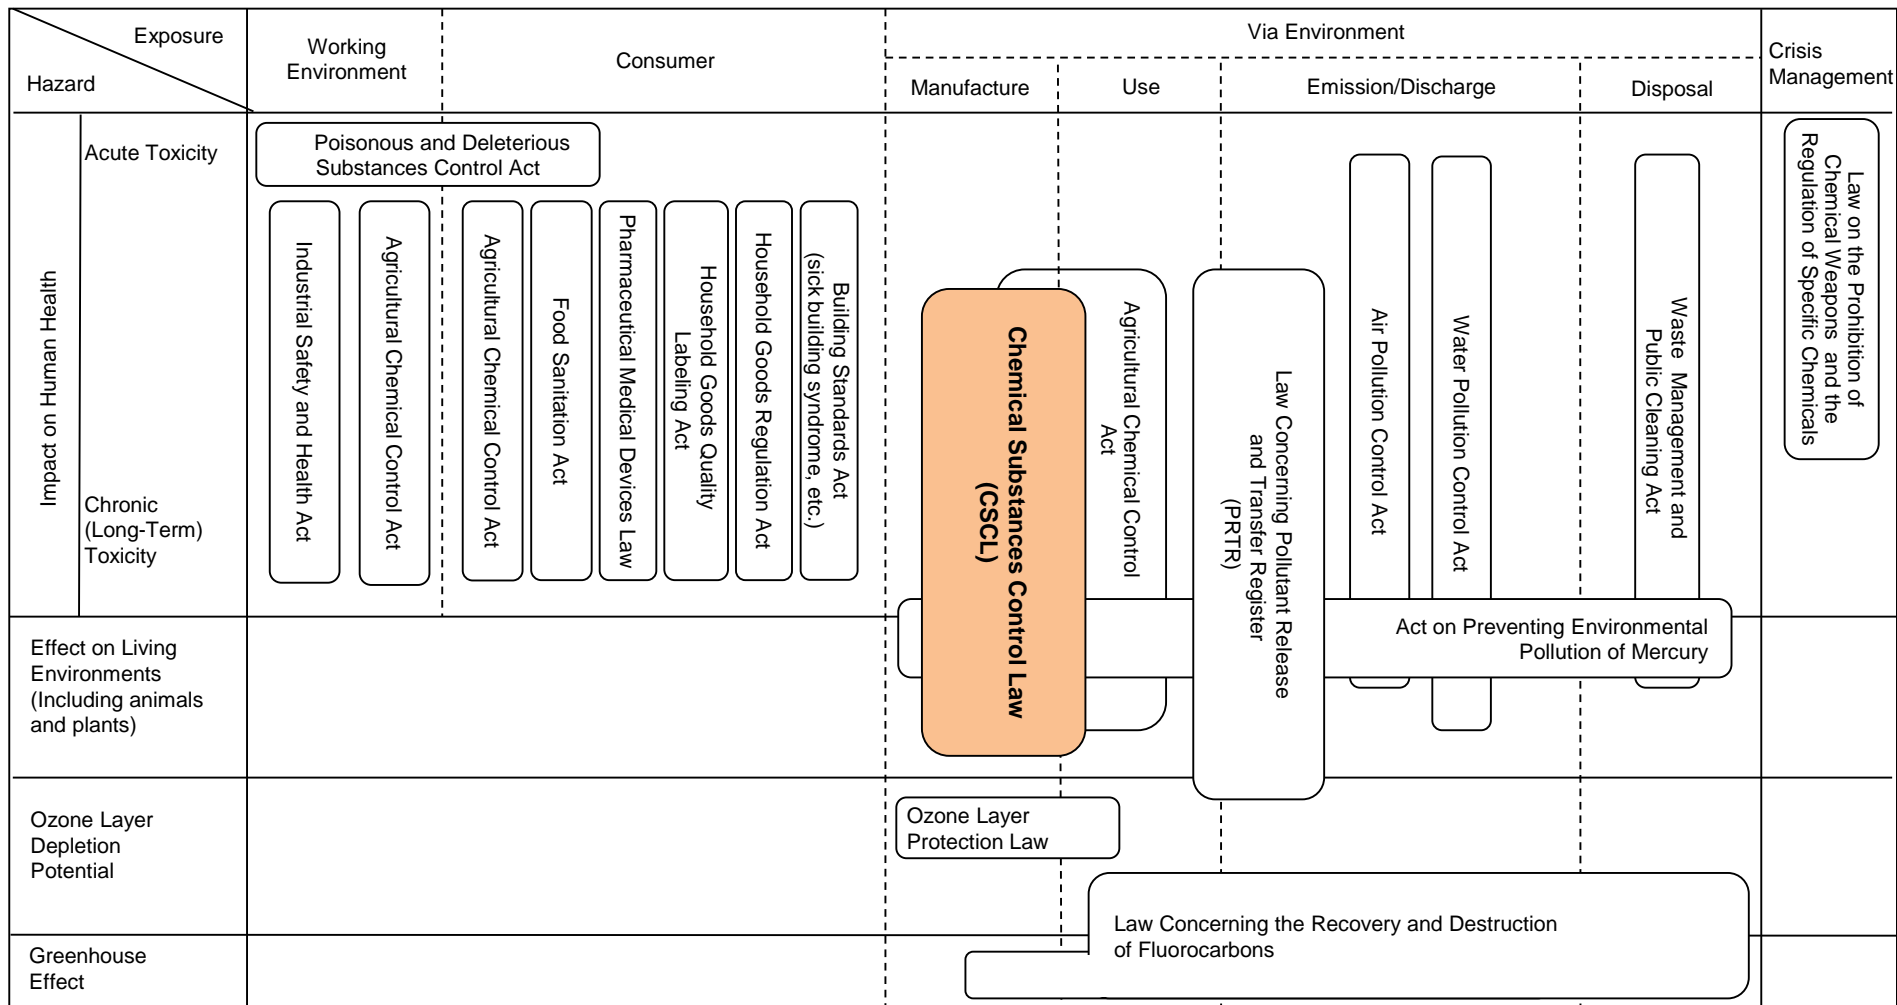 Exposure
Hazard
Working
Environment
Consumer
Via Environment
Manufacture
Use
Emission/Discharge
Disposal
Crisis
Management
Impact on Human Health
Acute Toxicity
Chronic
(Long-Term)
Toxicity
Poisonous and Deleterious
Substances Control Act
Industrial Safety and Health Act
Agricultural Chemical Control Act
Agricultural Chemical Control Act
Food Sanitation Act
Pharmaceutical Medical Devices Law
Household Goods Quality
Labeling Act
Household Goods Regulation Act
Building Standards Act
(sick building syndrome, etc.)
Chemical Substances Control Law
(CSCL)
Agricultural Chemical Control
Act
Law Concerning Pollutant Release
and Transfer Register
(PRTR)
Air Pollution Control Act
Water Pollution Control Act
Waste Management and
Public Cleaning Act
Law on the Prohibition of
Chemical Weapons and the
Regulation of Specific Chemicals
Effect on Living
Environments
(Including animals
and plants)
Act on Preventing Environmental
Pollution of Mercury
Ozone Layer
Depletion
Potential
Ozone Layer
Protection Law
Law Concerning the Recovery and Destruction
of Fluorocarbons
Greenhouse
Effect